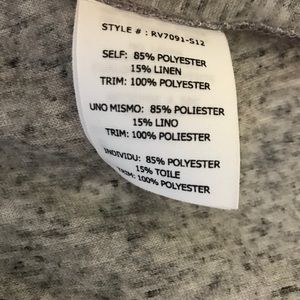 STYLE # : RV7091-S12
SELF: 85% POLYESTER
15% LINEN
TRIM: 100% POLYESTER
UNO MISMO: 85% POLIESTER
15% LINO
TRIM: 100% POLIESTER
INDIVIDU: 85% POLYESTER
15% TOILE
TRIM: 100% POLYESTER